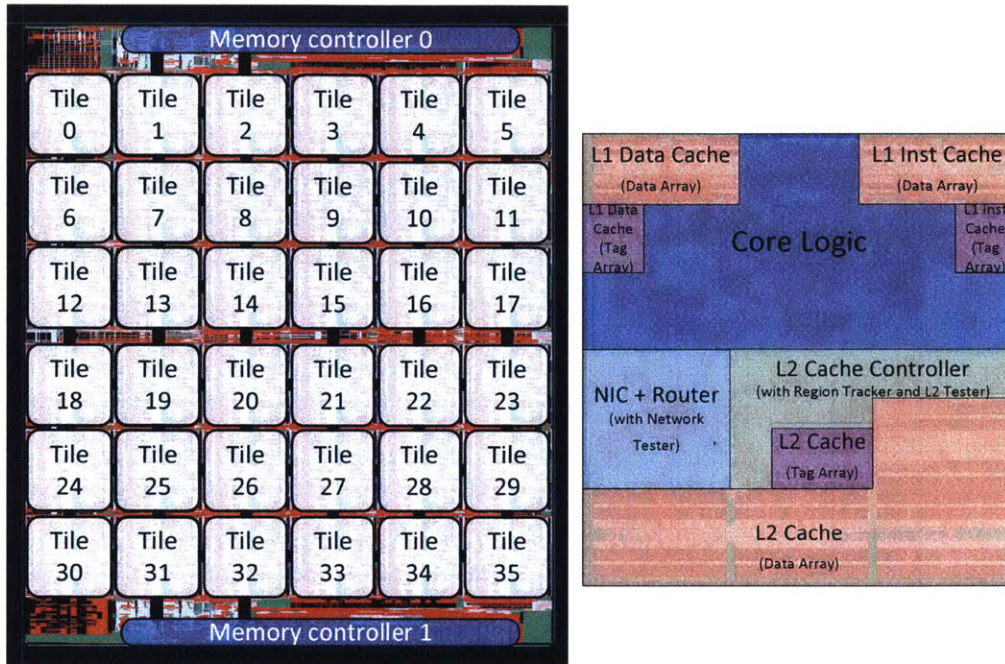 Memory controller 0
Tile 0
Tile 1
Tile 2
Tile 3
Tile 4
Tile 5
Tile 6
Tile 7
Tile 8
Tile 9
Tile 10
Tile 11
Tile 12
Tile 13
Tile 14
Tile 15
Tile 16
Tile 17
Tile 18
Tile 19
Tile 20
Tile 21
Tile 22
Tile 23
Tile 24
Tile 25
Tile 26
Tile 27
Tile 28
Tile 29
Tile 30
Tile 31
Tile 32
Tile 33
Tile 34
Tile 35
Memory controller 1
L1 Data Cache
(Data Array)
L1 Inst Cache
(Data Array)
L1 Data
Cache
(Tag
Array)
Core Logic
L1 Inst
Cache
(Tag
Array)
NIC + Router
(with Network
Tester)
L2 Cache Controller
(with Region Tracker and L2 Tester)
L2 Cache
(Tag Array)
L2 Cache
(Data Array)